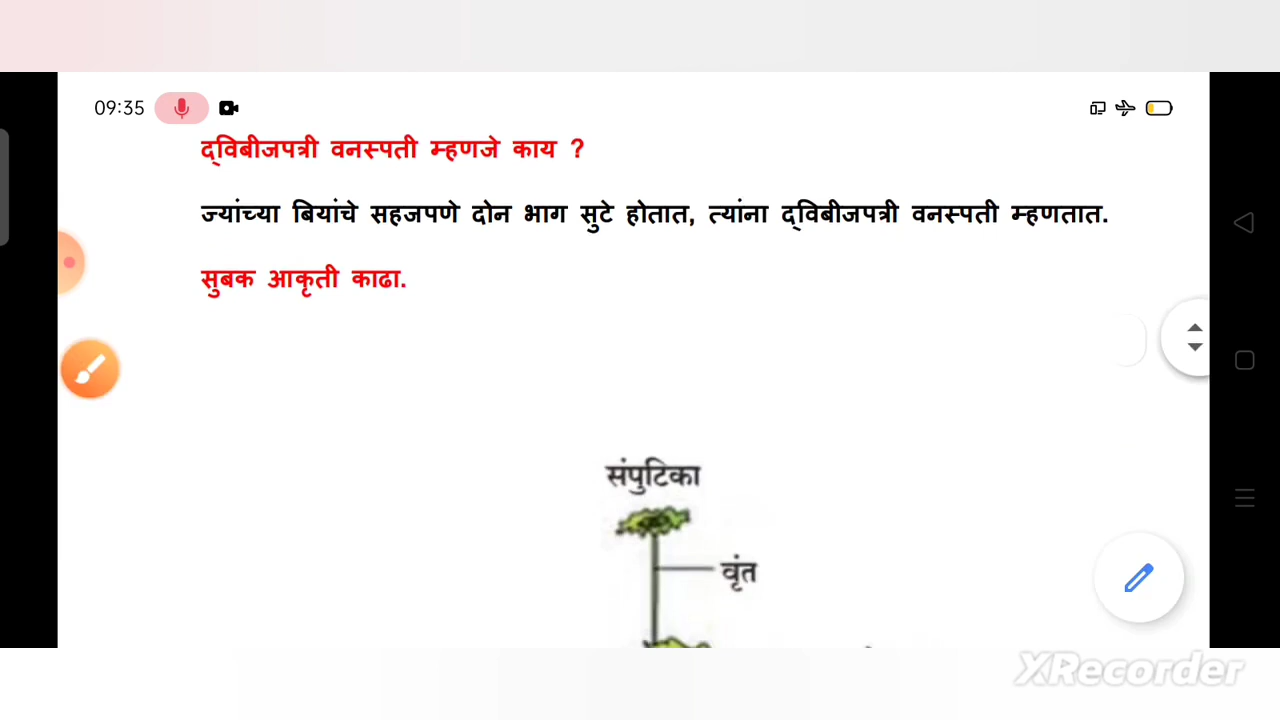 09:35
द्विबीजपत्री वनस्पती म्हणजे काय ?
ज्यांच्या बियांचे सहजपणे दोन भाग सुटे होतात, त्यांना द्विबीजपत्री वनस्पती म्हणतात.
सुबक आकृती काढा.
संपुटिका
वृंत
XRecorder